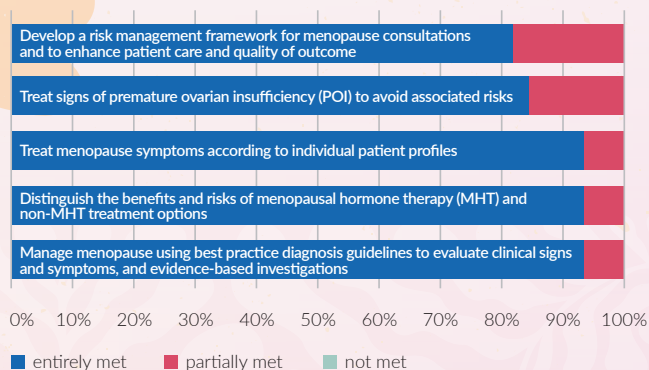 Develop a risk management framework for menopause consultations
and to enhance patient care and quality of outcome
Treat signs of premature ovarian insufficiency (POI) to avoid associated risks
Treat menopause symptoms according to individual patient profiles
Distinguish the benefits and risks of menopausal hormone therapy (MHT) and
non-MHT treatment options
Manage menopause using best practice diagnosis guidelines to evaluate clinical signs
and symptoms, and evidence-based investigations
0% 10% 20% 30% 40% 50% 60% 70% 80% 90% 100%
entirely met partially met not met